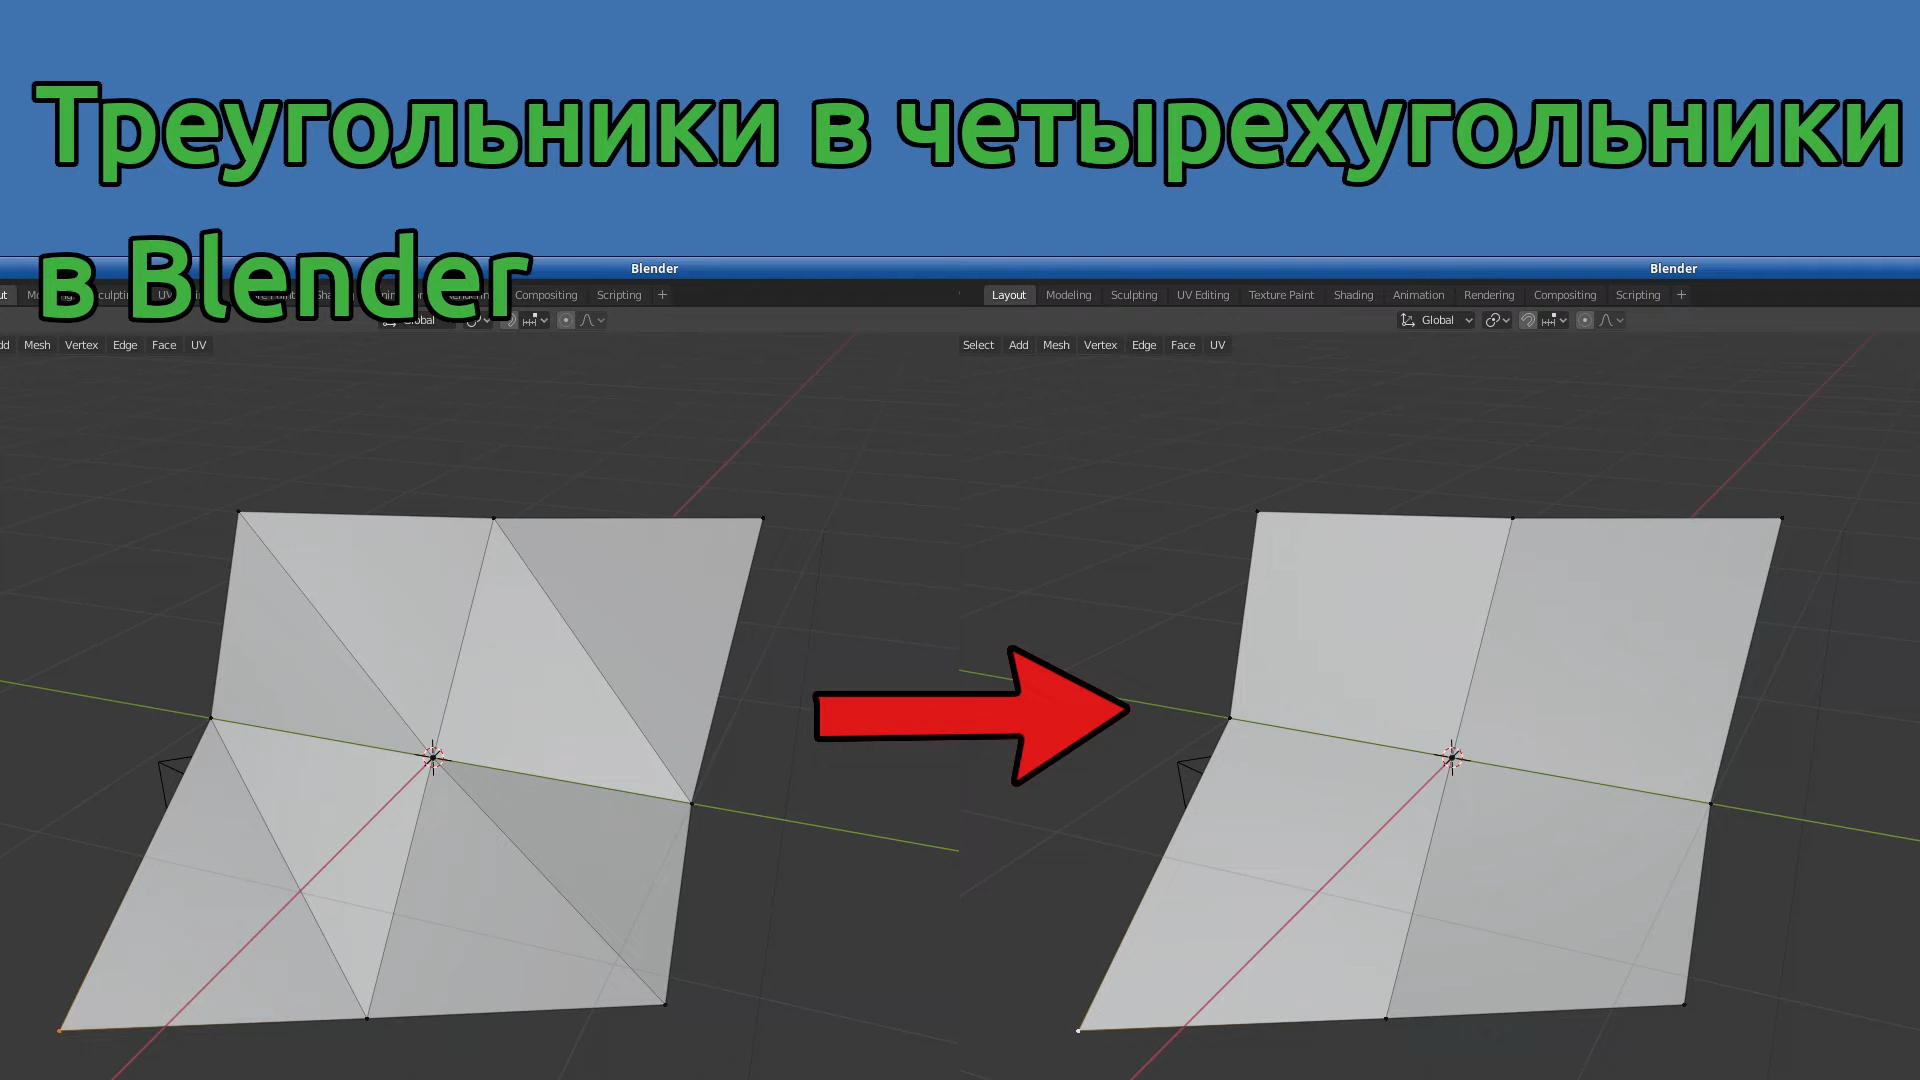 Треугольники в четырехугольники
в Blender
Blender
Blender
Compositing Scripting +
Layout Modeling Sculpting UV Editing Texture Paint Shading Animation Rendering Compositing Scripting +
Global
Global
Mesh Vertex Edge Face UV
Select Add Mesh Vertex Edge Face UV